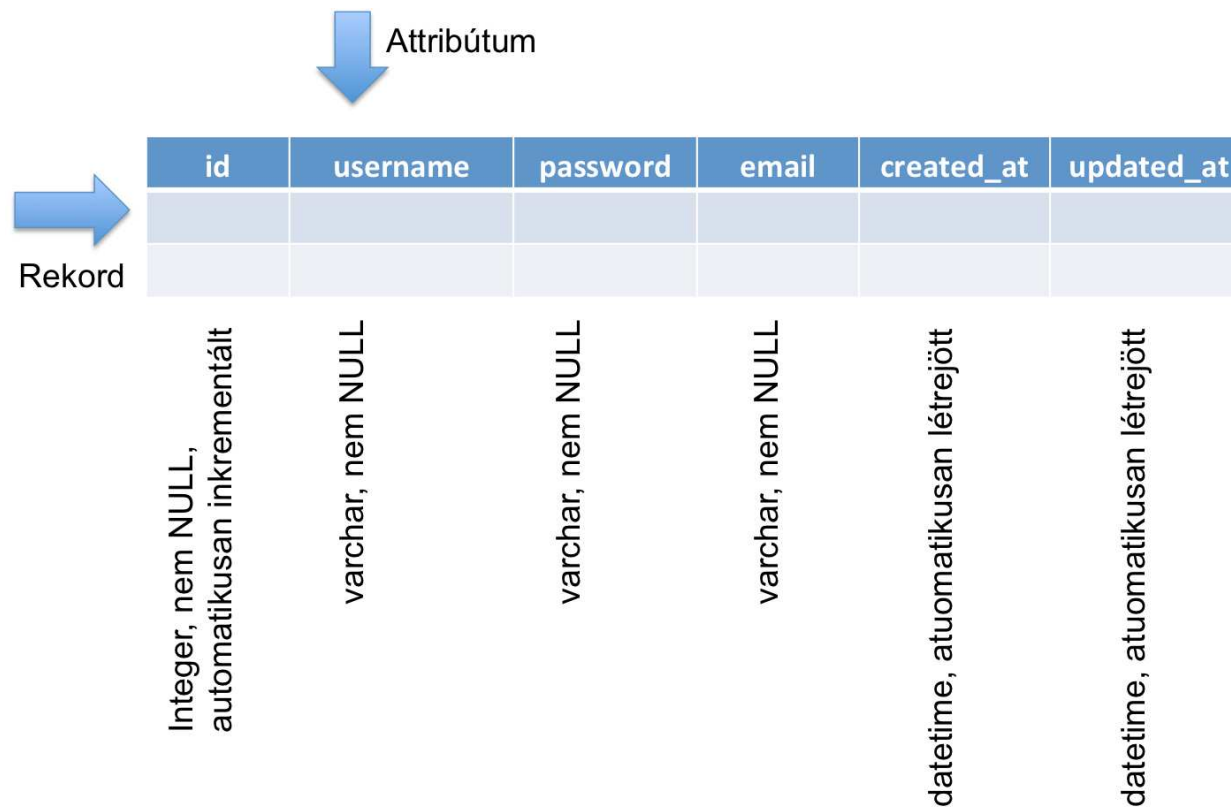 Attribútum
id username password email created_at updated_at
Rekord
Integer, nem NULL,
automatikusan inkrementált
varchar, nem NULL
varchar, nem NULL
varchar, nem NULL
datetime, atuomatikusan létrejött
datetime, atuomatikusan létrejött